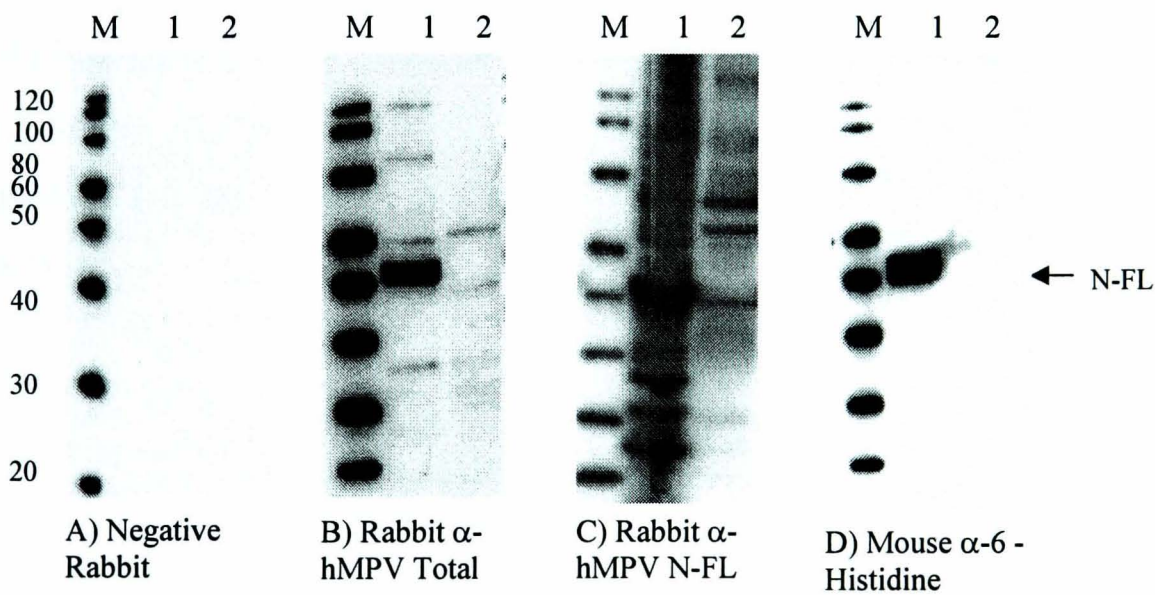 M 1 2 M 1 2 M 1 2 M 1 2
120
100
80
60
50
40
30
20
← N-FL
A) Negative
Rabbit
B) Rabbit α-
hMPV Total
C) Rabbit α-
hMPV N-FL
D) Mouse α-6 -
Histidine